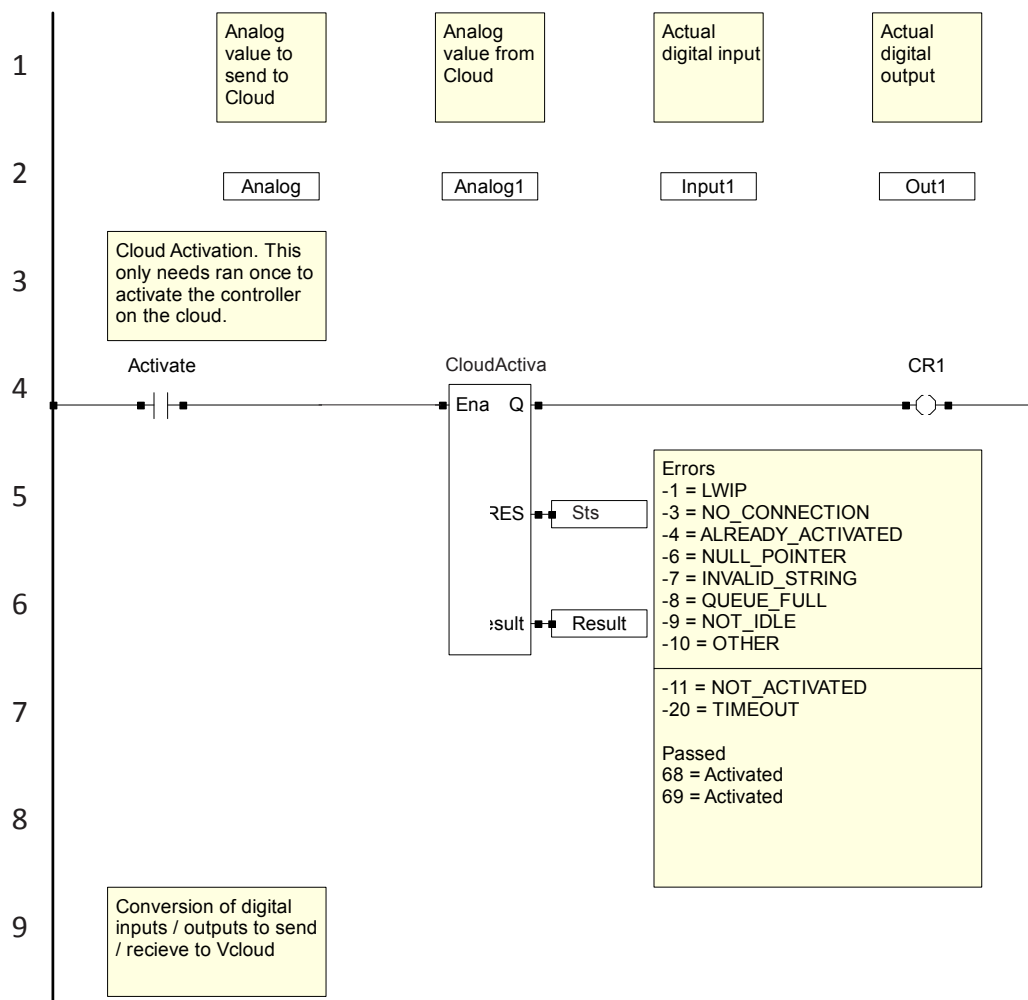 1
Analog
value to
send to
Cloud
Analog
value from
Cloud
Actual
digital input
Actual
digital
output
2
Analog
Analog1
Input1
Out1
3
Cloud Activation. This
only needs ran once to
activate the controller
on the cloud.
4
Activate
CloudActiva
CR1
Ena Q
5
RES
Sts
Errors
-1 = LWIP
-3 = NO_CONNECTION
-4 = ALREADY_ACTIVATED
-6 = NULL_POINTER
-7 = INVALID_STRING
-8 = QUEUE_FULL
-9 = NOT_IDLE
-10 = OTHER
6
esult
Result
7
-11 = NOT_ACTIVATED
-20 = TIMEOUT
Passed
68 = Activated
69 = Activated
8
9
Conversion of digital
inputs / outputs to send
/ recieve to Vcloud